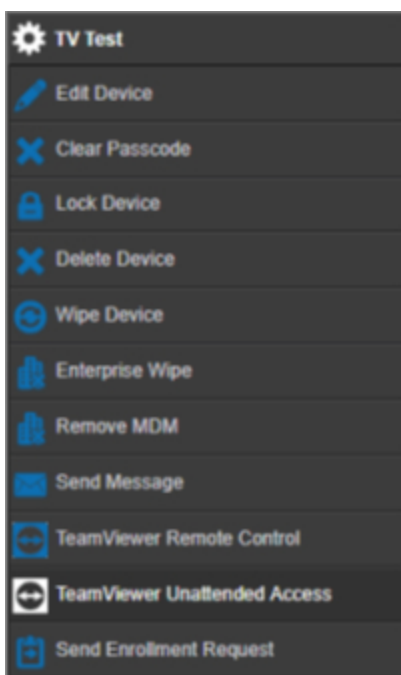 TV Test
Edit Device
Clear Passcode
Lock Device
Delete Device
Wipe Device
Enterprise Wipe
Remove MDM
Send Message
TeamViewer Remote Control
TeamViewer Unattended Access
Send Enrollment Request